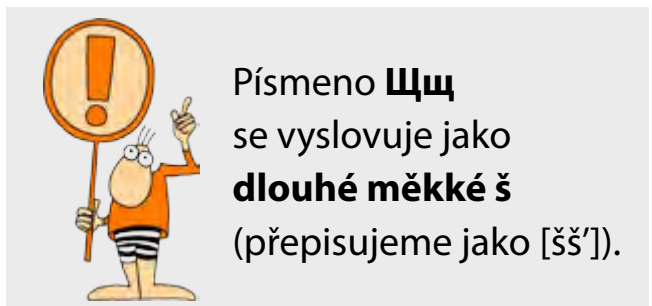 Písmeno Щщ
se vyslovuje jako
dlouhé měkké š
(přepisujeme jako [šš’]).